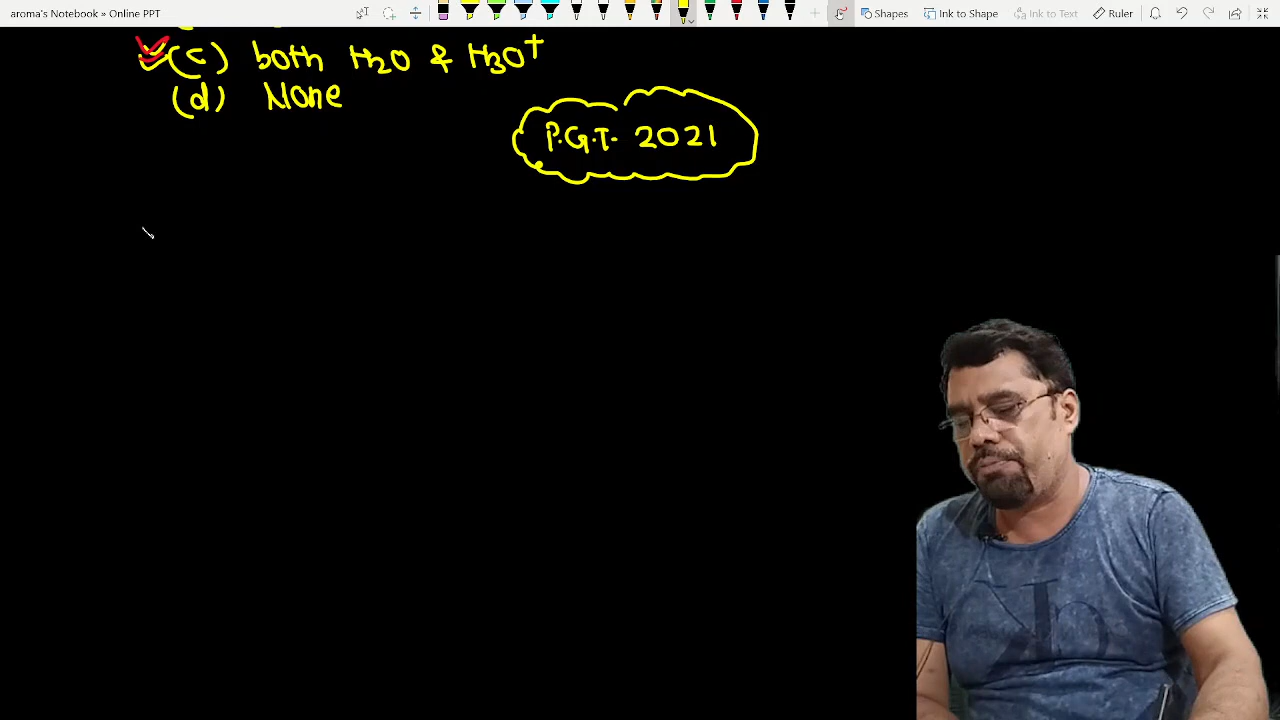 aroma's Notebook » Online PPT
Shapes
Ink to Shape
Ink to Text
Ruler
(c) both H2O & H3O+
(d) None
P.G.T. 2021